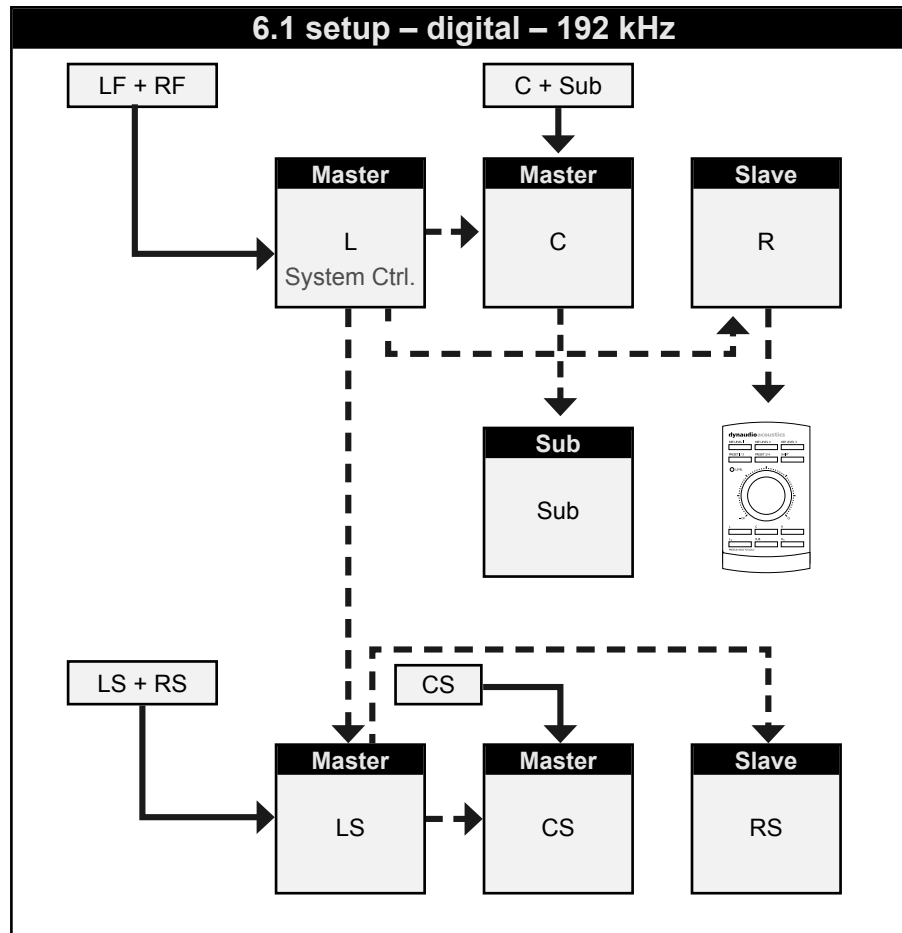 6.1 setup – digital – 192 kHz
LF + RF
C + Sub
Master
L
System Ctrl.
Master
C
Slave
R
Sub
Sub
dynaudioacoustics
LS + RS
CS
Master
LS
Master
CS
Slave
RS